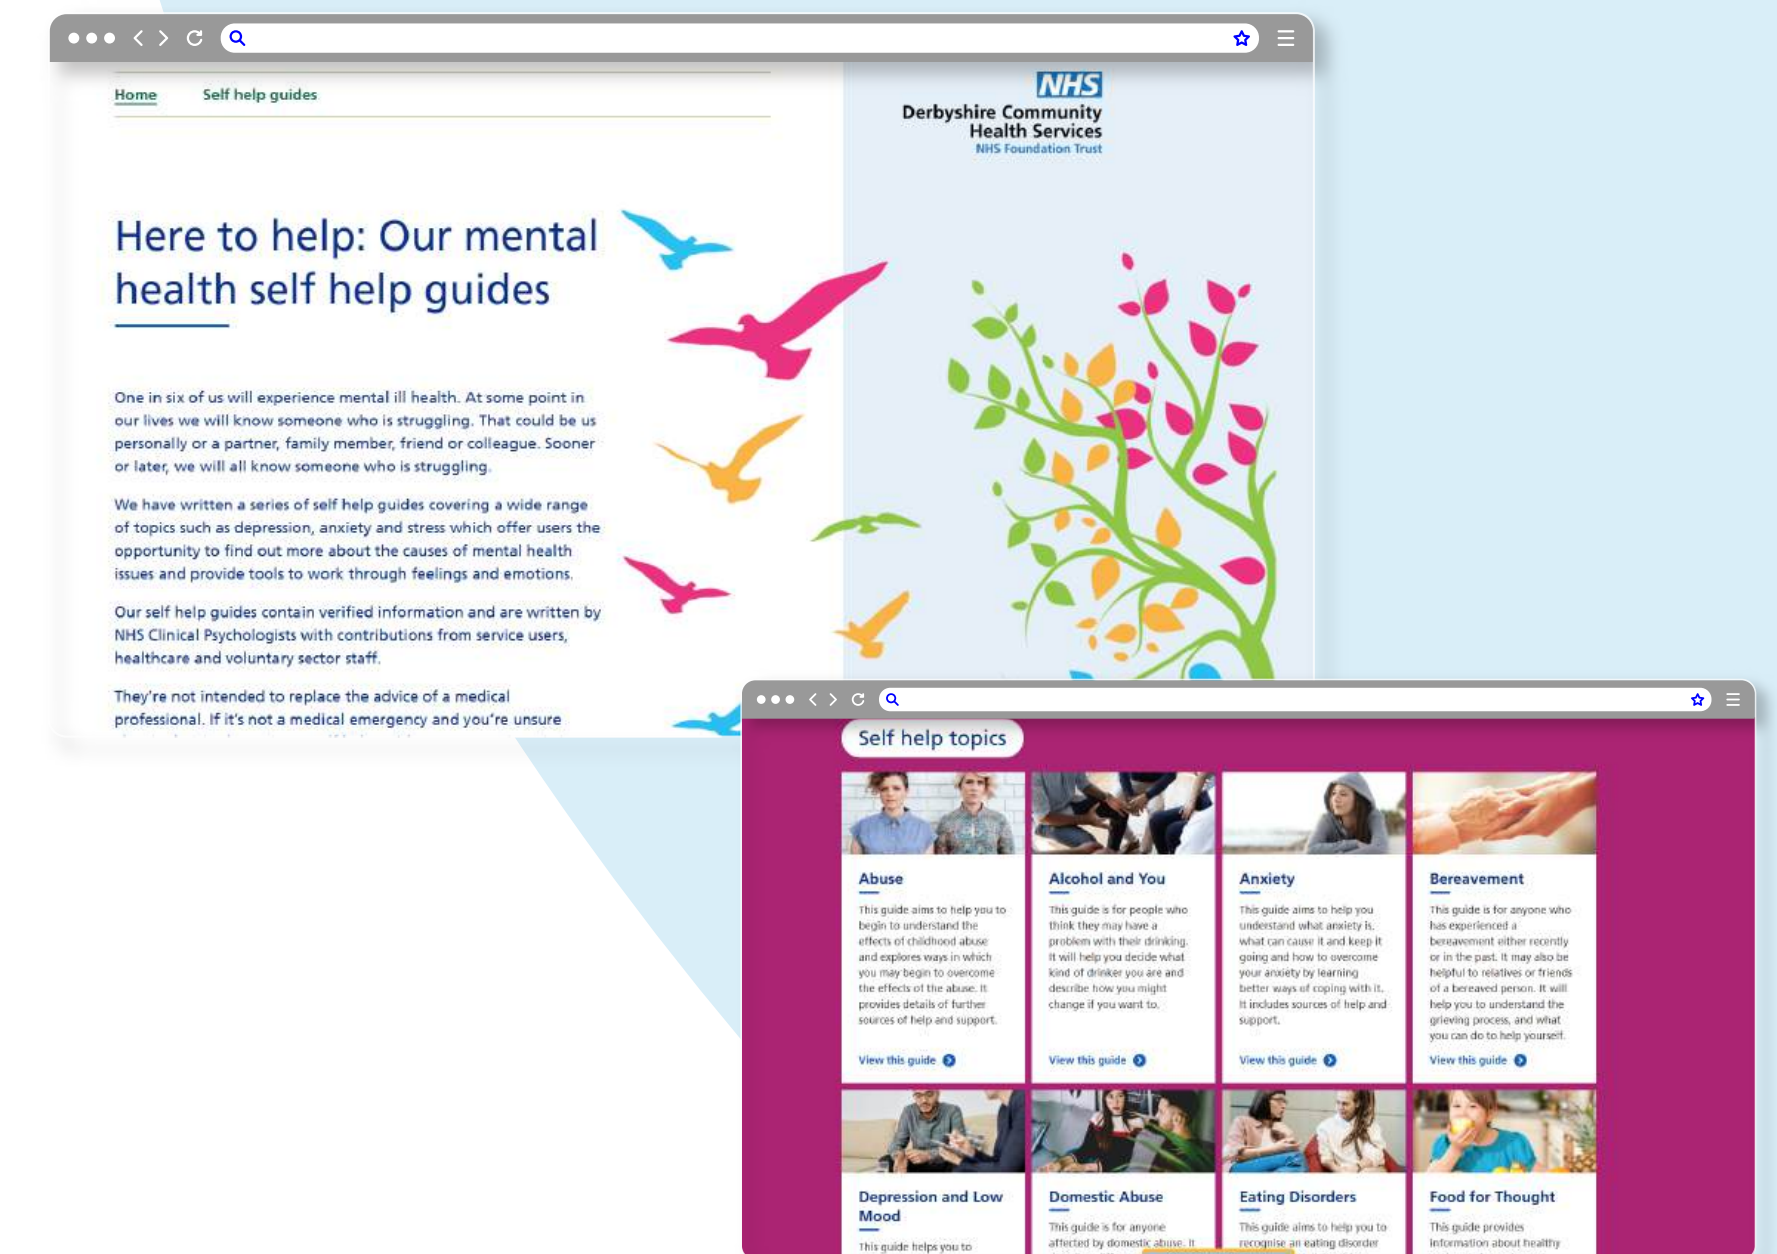 Home Self help guides
NHS
Derbyshire Community
Health Services
NHS Foundation Trust
Here to help: Our mental
health self help guides
One in six of us will experience mental ill health. At some point in
our lives we will know someone who is struggling. That could be us
personally or a partner, family member, friend or colleague. Sooner
or later, we will all know someone who is struggling.
We have written a series of self help guides covering a wide range
of topics such as depression, anxiety and stress which offer users the
opportunity to find out more about the causes of mental health
issues and provide tools to work through feelings and emotions.
Our self help guides contain verified information and are written by
NHS Clinical Psychologists with contributions from service users,
healthcare and voluntary sector staff.
They're not intended to replace the advice of a medical
professional. If it's not a medical emergency and you're unsure
Self help topics
Abuse
This guide aims to help you to
begin to understand the
effects of childhood abuse
and explores ways in which
you may begin to overcome
the effects of the abuse. It
provides details of further
sources of help and support.
View this guide
Alcohol and You
This guide is for people who
think they may have a
problem with their drinking.
It will help you decide what
kind of drinker you are and
describe how you might
change if you want to.
View this guide
Anxiety
This guide aims to help you
understand what anxiety is,
what can cause it and keep it
going and how to overcome
your anxiety by learning
better ways of coping with it.
It includes sources of help and
support.
View this guide
Bereavement
This guide is for anyone who
has experienced a
bereavement either recently
or in the past. It may also be
helpful to relatives or friends
of a bereaved person. It will
help you to understand the
grieving process, and what
you can do to help yourself.
View this guide
Depression and Low
Mood
This guide helps you to
Domestic Abuse
This guide is for anyone
affected by domestic abuse. It
Eating Disorders
This guide aims to help you to
recognise an eating disorder
Food for Thought
This guide provides
information about healthy